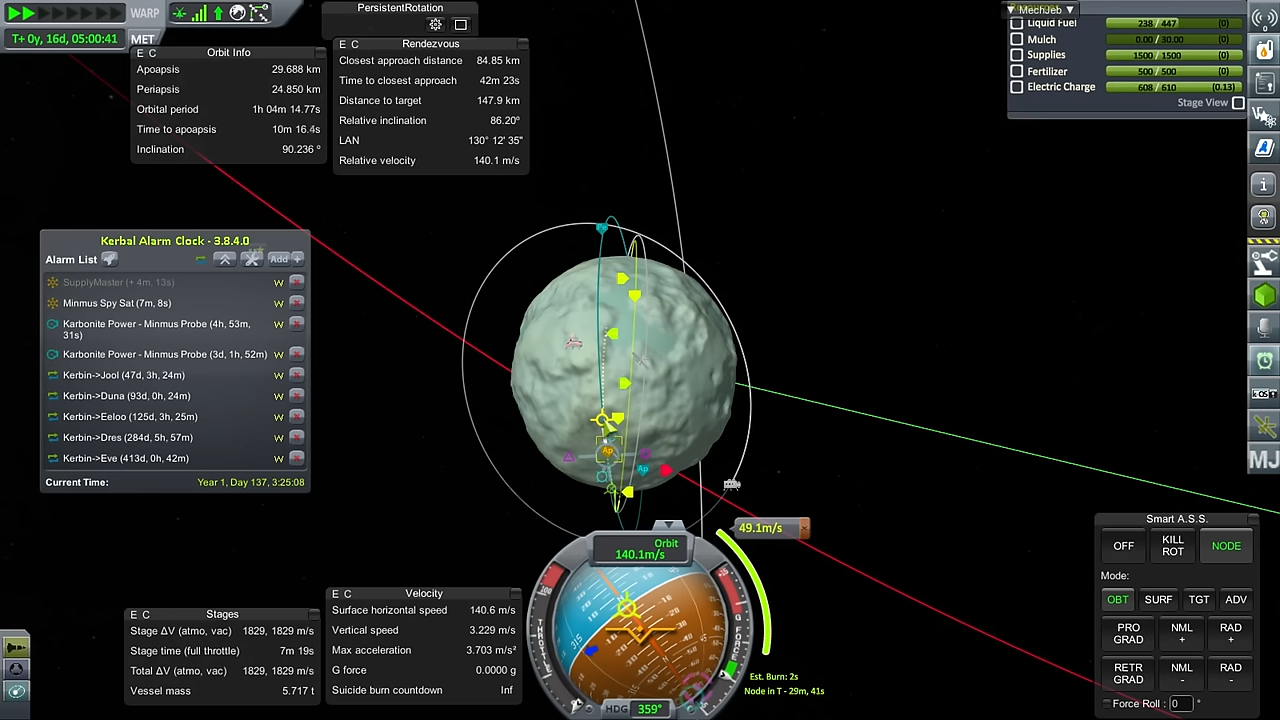 WARP
T+ 0y, 16d, 05:00:41
MET
PersistentRotation
E C Orbit Info
Apoapsis 29.688 km
Periapsis 24.850 km
Orbital period 1h 04m 14.77s
Time to apoapsis 10m 16.4s
Inclination 90.236 °
E C Rendezvous
Closest approach distance 84.85 km
Time to closest approach 42m 23s
Distance to target 147.9 km
Relative inclination 86.20°
LAN 130° 12' 35"
Relative velocity 140.1 m/s
Liquid Fuel 238 / 447 (0)
Mulch 0.00 / 30.00 (0)
Supplies 1500 / 1500 (0)
Fertilizer 500 / 500 (0)
Electric Charge 608 / 610 (0.13)
Stage View
Kerbal Alarm Clock - 3.8.4.0
Alarm List Add +
SupplyMaster (+ 4m, 13s) W
Minmus Spy Sat (7m, 8s) W
Karbonite Power - Minmus Probe (4h, 53m, W
31s)
Karbonite Power - Minmus Probe (3d, 1h, 52m) W
Kerbin->Jool (47d, 3h, 24m) W
Kerbin->Duna (93d, 0h, 24m) W
Kerbin->Eeloo (125d, 3h, 25m) W
Kerbin->Dres (284d, 5h, 57m) W
Kerbin->Eve (413d, 0h, 42m) W
Current Time: Year 1, Day 137, 3:25:08
Ap
Ap
kOS
MJ
49.1m/s
Orbit
140.1m/s
THROTTLE
G FORCE
315
HDG 359°
Est. Burn: 2s
Node in T - 29m, 41s
E C Stages
Stage ΔV (atmo, vac) 1829, 1829 m/s
Stage time (full throttle) 7m 19s
Total ΔV (atmo, vac) 1829, 1829 m/s
Vessel mass 5.717 t
E C Velocity
Surface horizontal speed 140.6 m/s
Vertical speed 3.229 m/s
Max acceleration 3.703 m/s²
G force 0.0000 g
Suicide burn countdown Inf
Smart A.S.S.
OFF KILL ROT NODE
Mode:
OBT SURF TGT ADV
PRO GRAD NML + RAD +
RETR GRAD NML - RAD -
Force Roll : 0 °